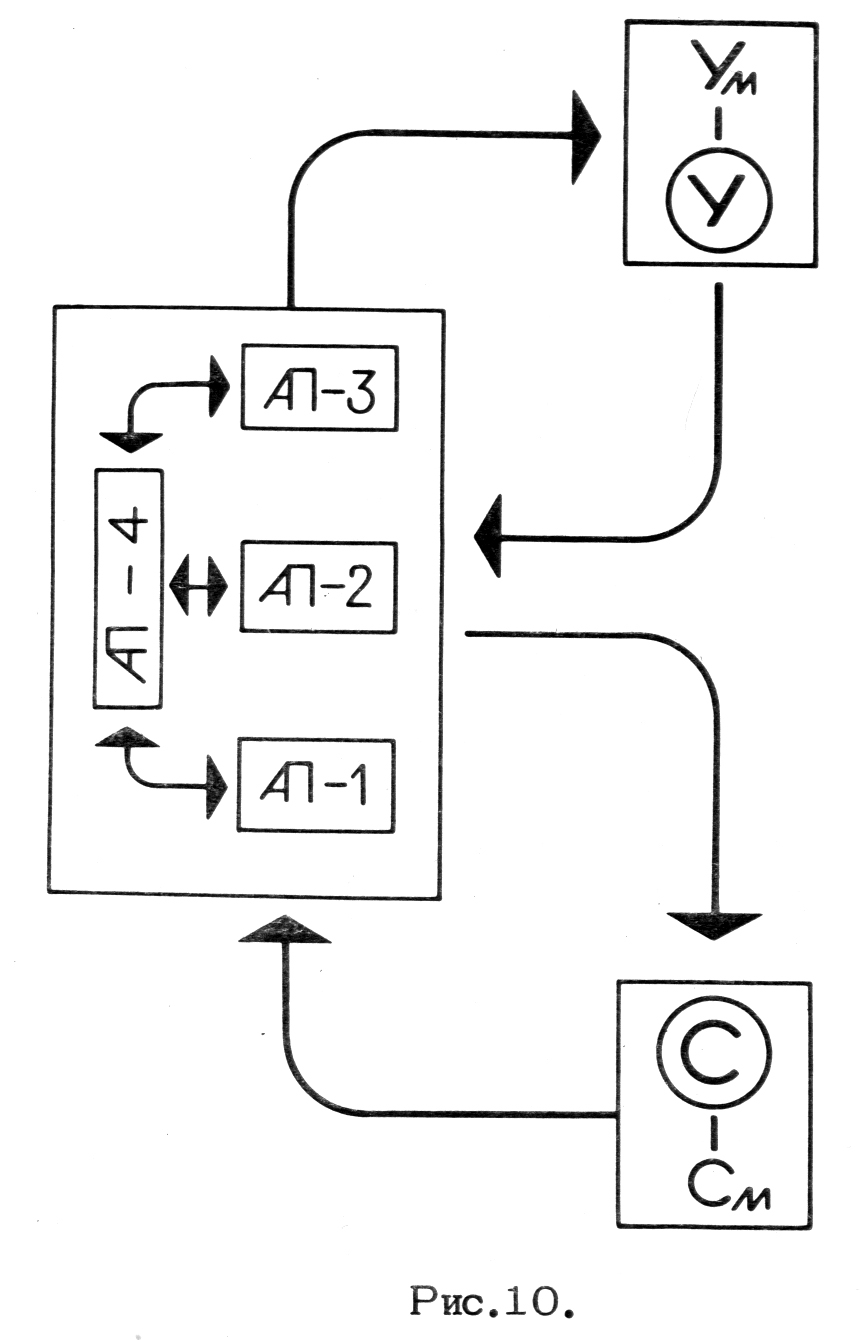 Ум
У
АП-3
АП-4
АП-2
АП-1
С
См
Рис.10.